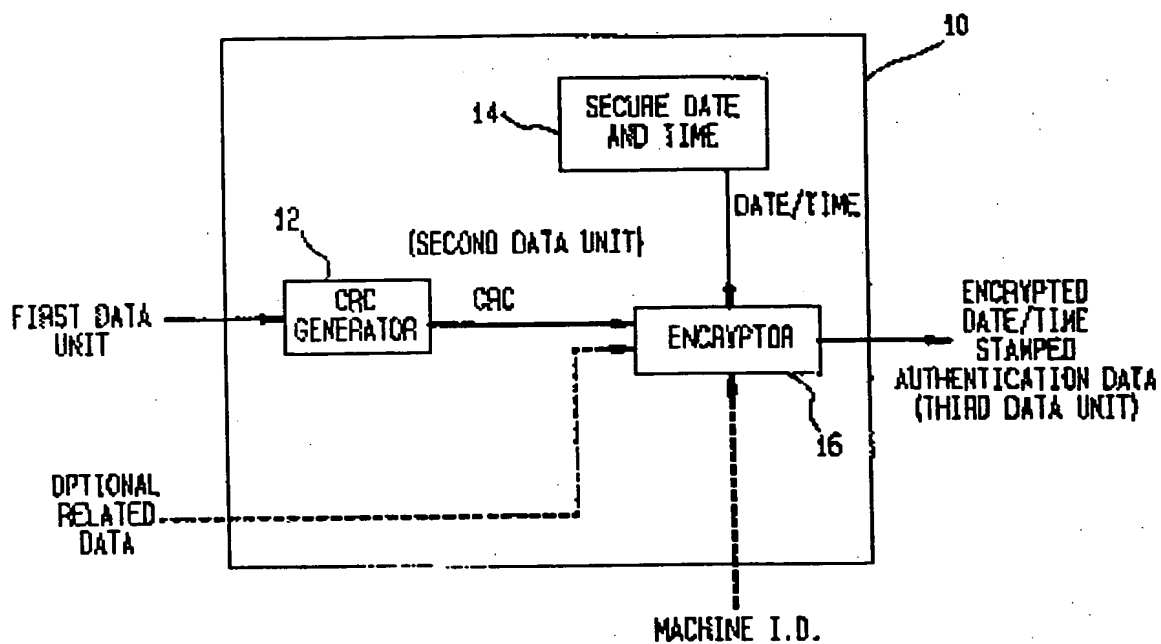 10
SECURE DATE
AND TIME
14
DATE/TIME
12
(SECOND DATA UNIT)
CRC
GENERATOR
CRC
FIRST DATA
UNIT
ENCRYPTOR
ENCRYPTED
DATE/TIME
STAMPED
AUTHENTICATION DATA
(THIRD DATA UNIT)
16
OPTIONAL
RELATED
DATA
MACHINE I.D.